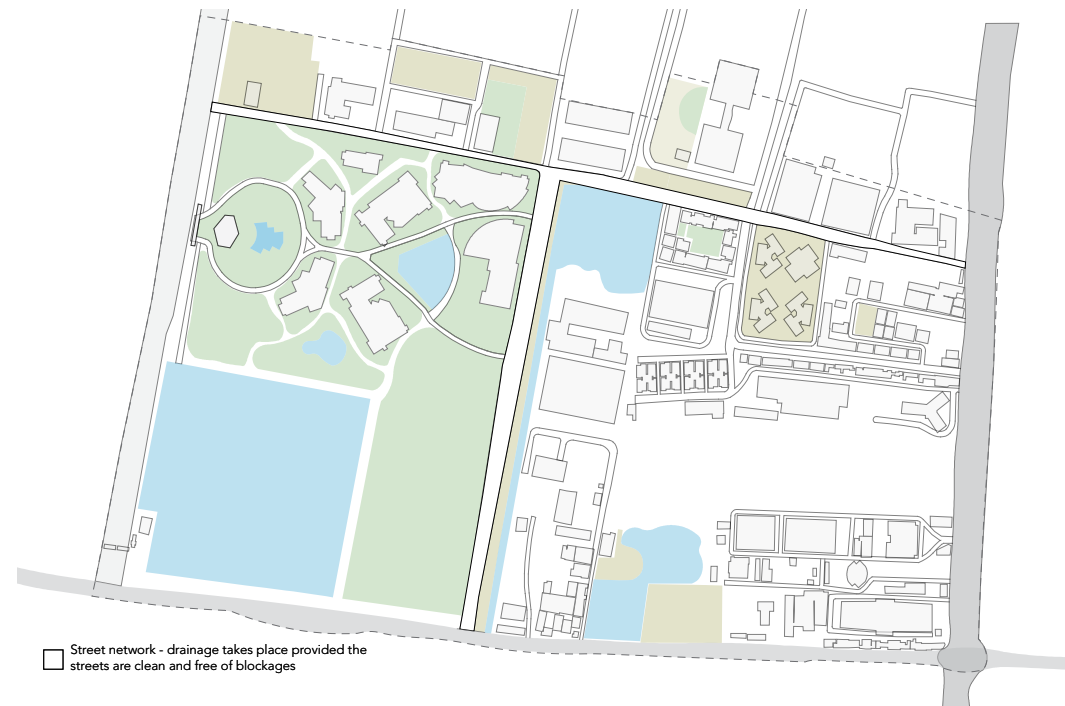 Street network - drainage takes place provided the
streets are clean and free of blockages